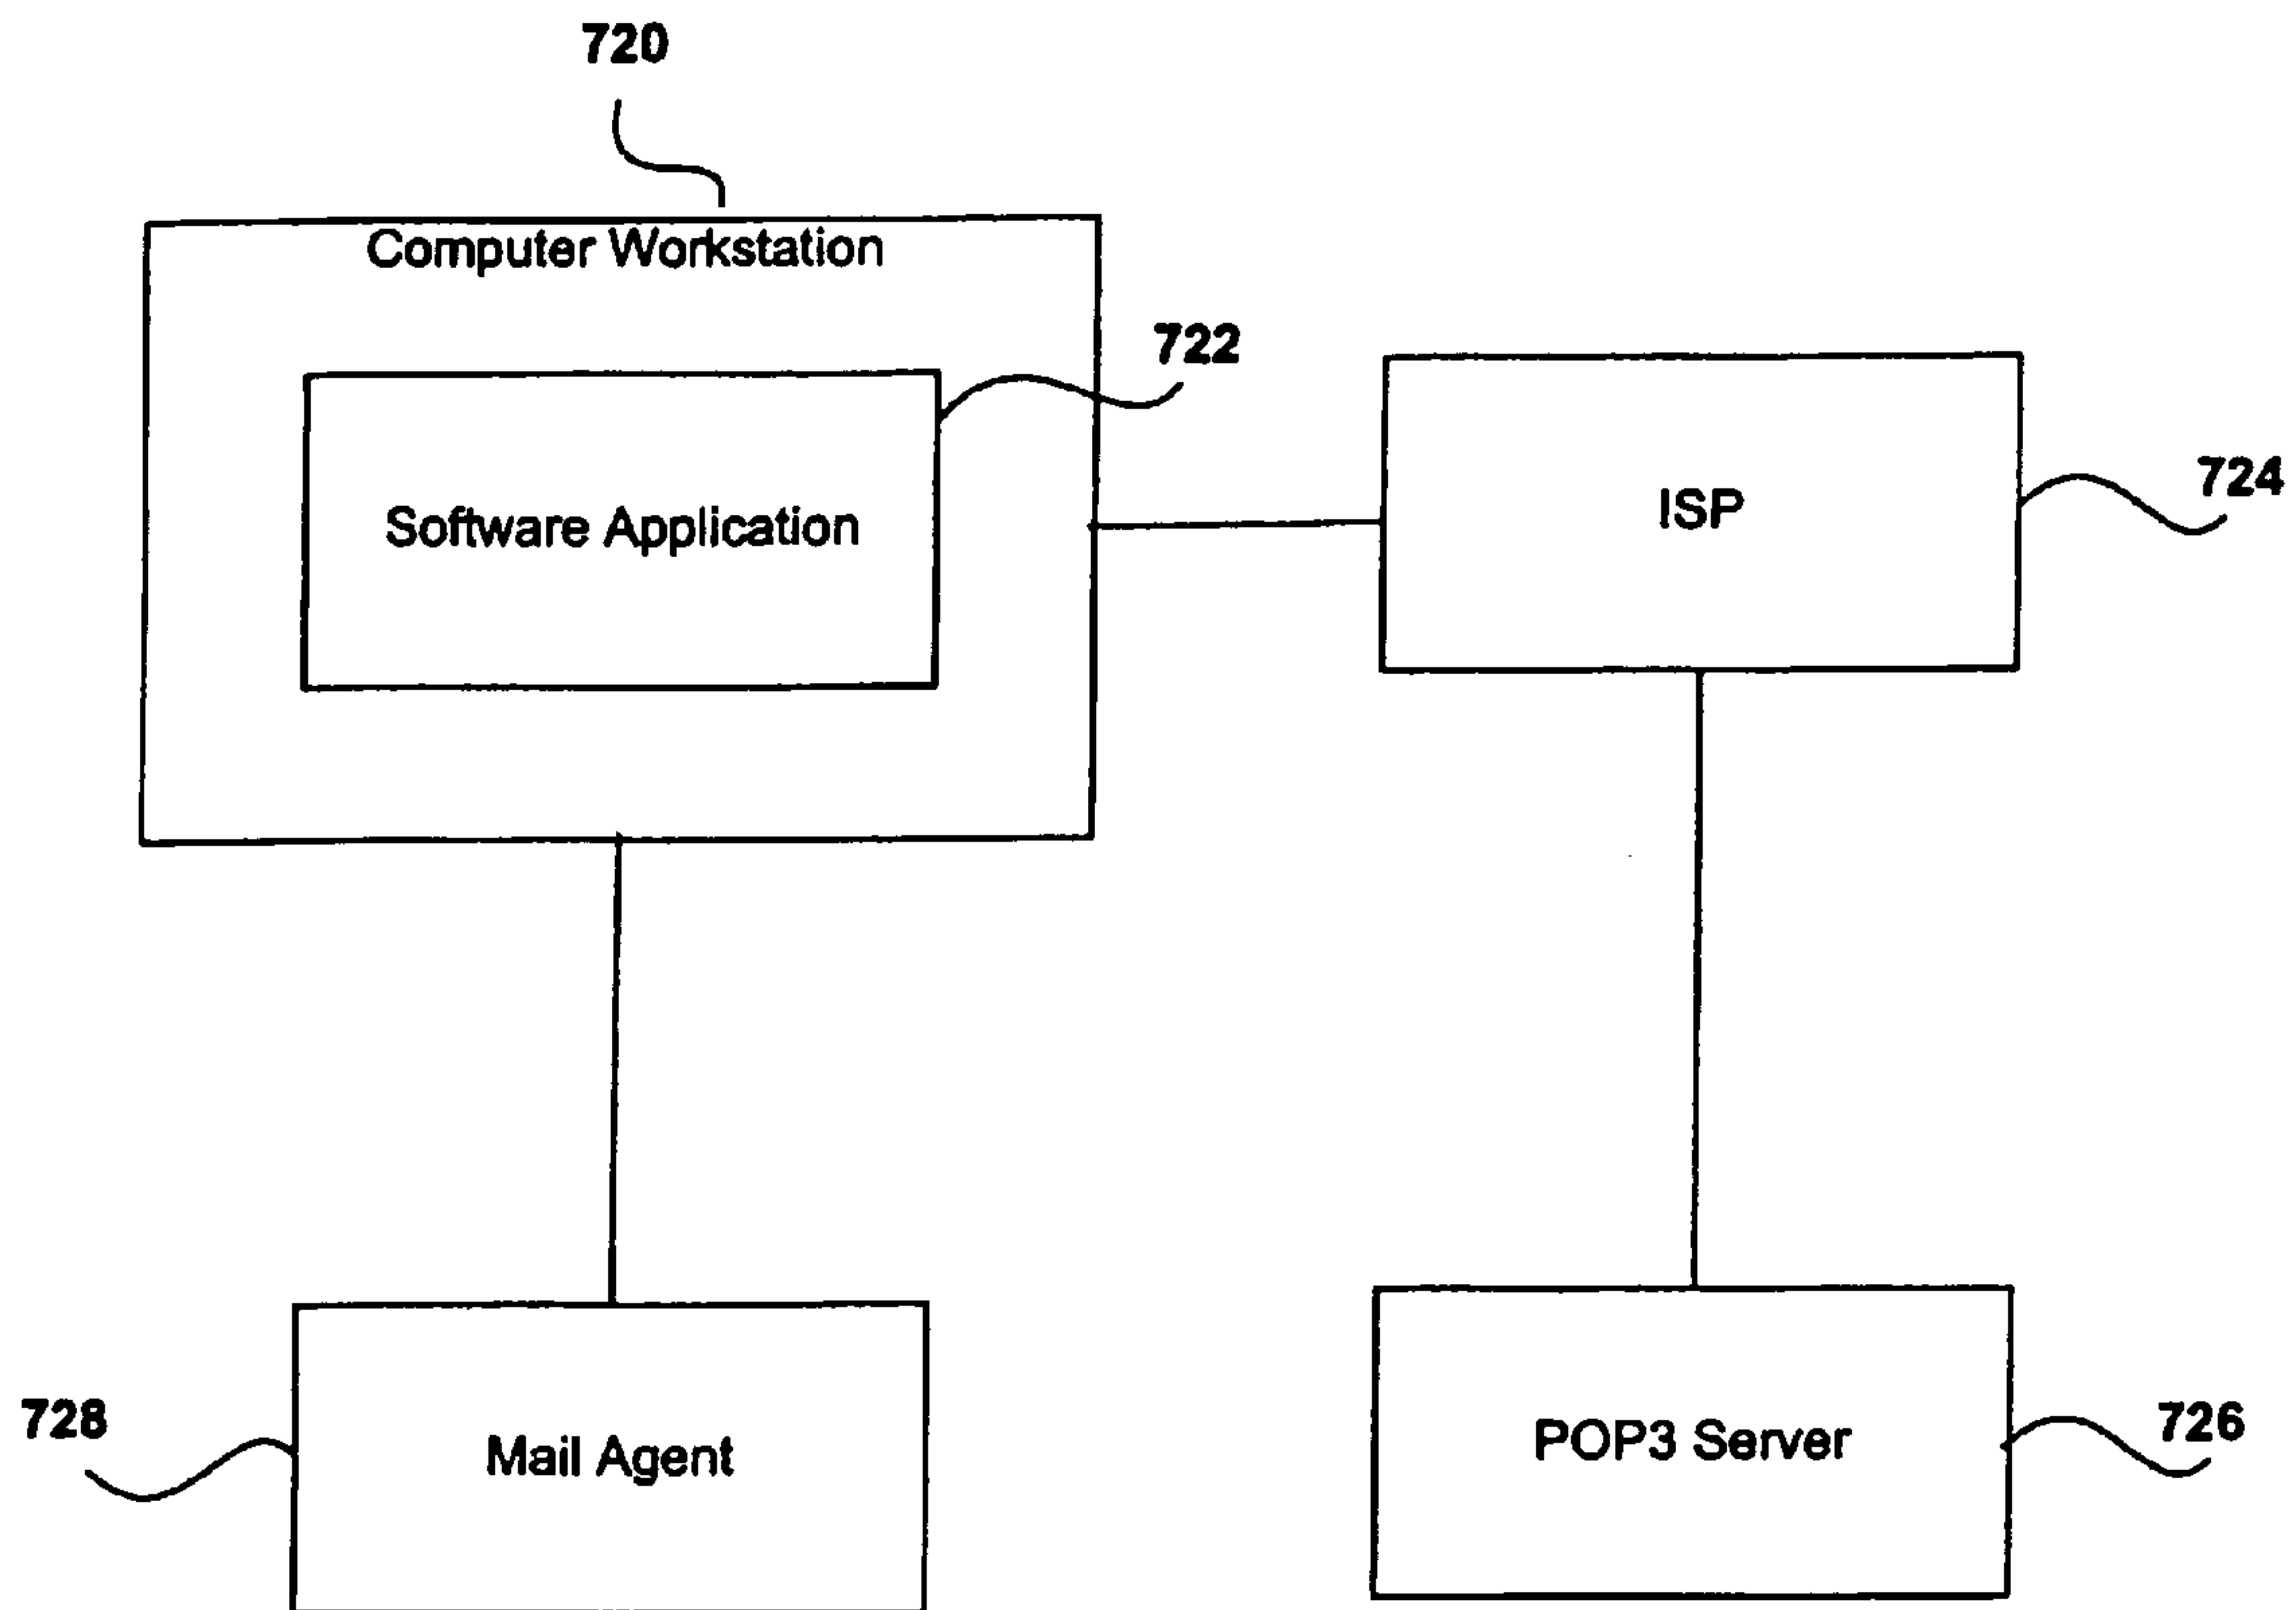 720
Computer Workstation
722
Software Application
ISP
724
728
Mail Agent
POP3 Server
726